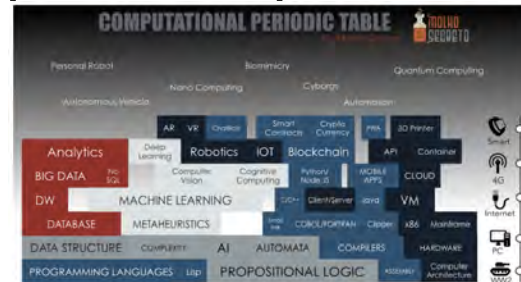 COMPUTATIONAL PERIODIC TABLE
MOLHO
SECRETO
Personal Robot Biomimicry Quantum Computing
Nano Computing Cyborgs
Autonomous Vehicle Automation
AR VR Chatbot Smart Contracts Crypto Currency PWA 3D Printer
Smart
Analytics Deep Learning Robotics IOT Blockchain API Container
4G
BIG DATA No SQL Computer Vision Cognitive Computing Python/ Node JS MOBILE APPS CLOUD
Internet
DW MACHINE LEARNING C/C++ Client/Server Java VM
PC
DATABASE METAHEURISTICS COBOL/FORTRAN Clipper x86 Mainframe
DATA STRUCTURE COMPLEXITY AI AUTOMATA COMPILERS HARDWARE
WW2
PROGRAMMING LANGUAGES Lisp PROPOSITIONAL LOGIC ASSEMBLY Computer Architecture